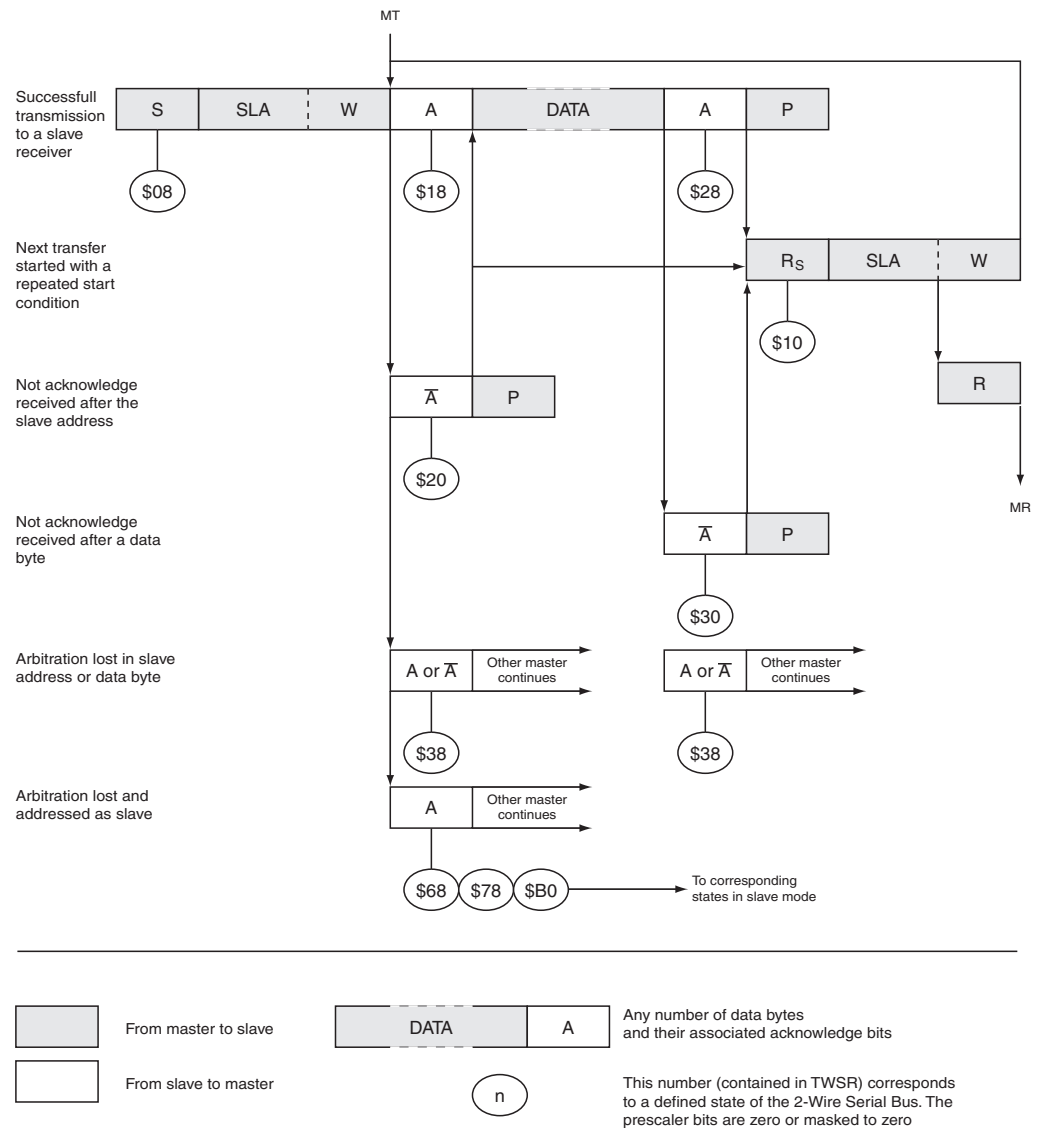 MT
Successfull
transmission
to a slave
receiver
S SLA W A DATA A P
$08 $18 $28
Next transfer
started with a
repeated start
condition
RS SLA W
$10
Not acknowledge
received after the
slave address
A̅ P
R
$20
MR
Not acknowledge
received after a data
byte
A̅ P
$30
Arbitration lost in slave
address or data byte
A or A̅
Other master
continues
A or A̅
Other master
continues
$38 $38
Arbitration lost and
addressed as slave
A
Other master
continues
$68 $78 $B0
To corresponding
states in slave mode
From master to slave
DATA A
Any number of data bytes
and their associated acknowledge bits
From slave to master
n
This number (contained in TWSR) corresponds
to a defined state of the 2-Wire Serial Bus. The
prescaler bits are zero or masked to zero